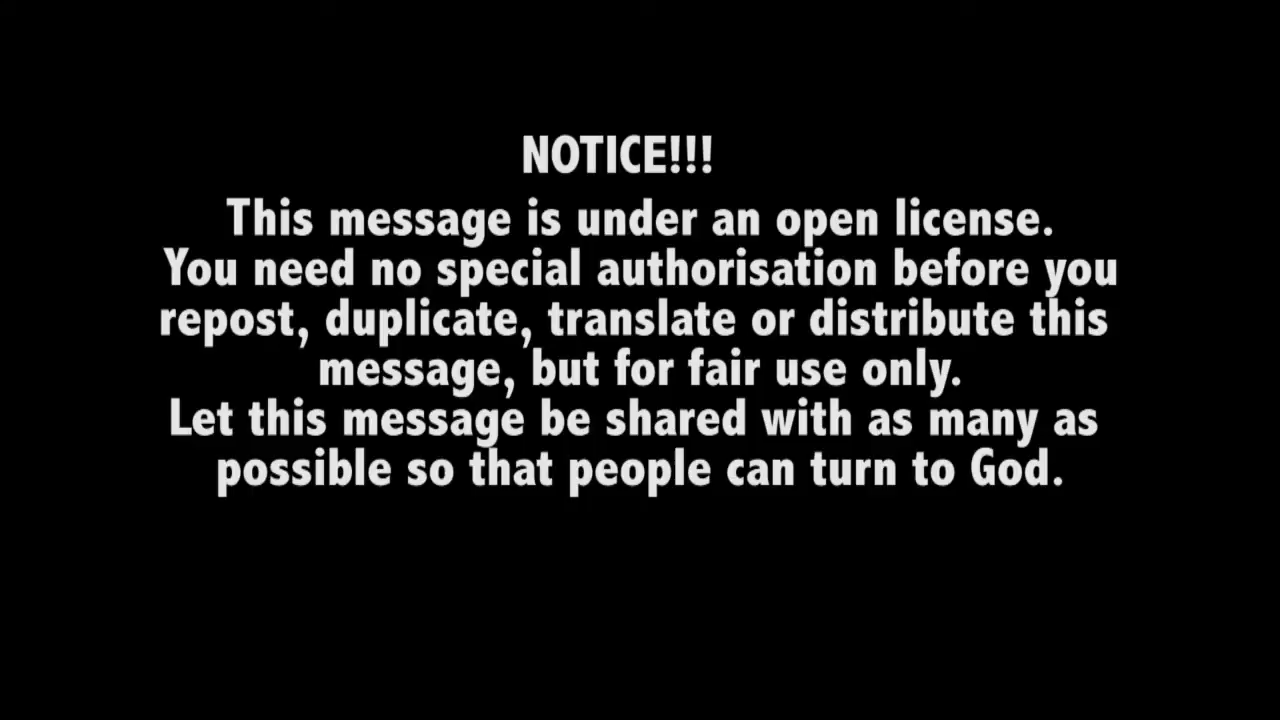 NOTICE!!!
This message is under an open license.
You need no special authorisation before you
repost, duplicate, translate or distribute this
message, but for fair use only.
Let this message be shared with as many as
possible so that people can turn to God.